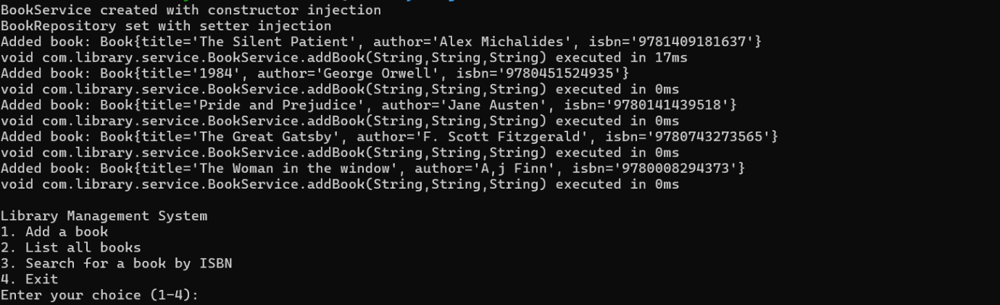 BookService created with constructor injection
BookRepository set with setter injection
Added book: Book{title='The Silent Patient', author='Alex Michalides', isbn='9781409181637'}
void com.library.service.BookService.addBook(String,String,String) executed in 17ms
Added book: Book{title='1984', author='George Orwell', isbn='9780451524935'}
void com.library.service.BookService.addBook(String,String,String) executed in 0ms
Added book: Book{title='Pride and Prejudice', author='Jane Austen', isbn='9780141439518'}
void com.library.service.BookService.addBook(String,String,String) executed in 0ms
Added book: Book{title='The Great Gatsby', author='F. Scott Fitzgerald', isbn='9780743273565'}
void com.library.service.BookService.addBook(String,String,String) executed in 0ms
Added book: Book{title='The Woman in the window', author='A,j Finn', isbn='9780008294373'}
void com.library.service.BookService.addBook(String,String,String) executed in 0ms
Library Management System
1. Add a book
2. List all books
3. Search for a book by ISBN
4. Exit
Enter your choice (1-4):